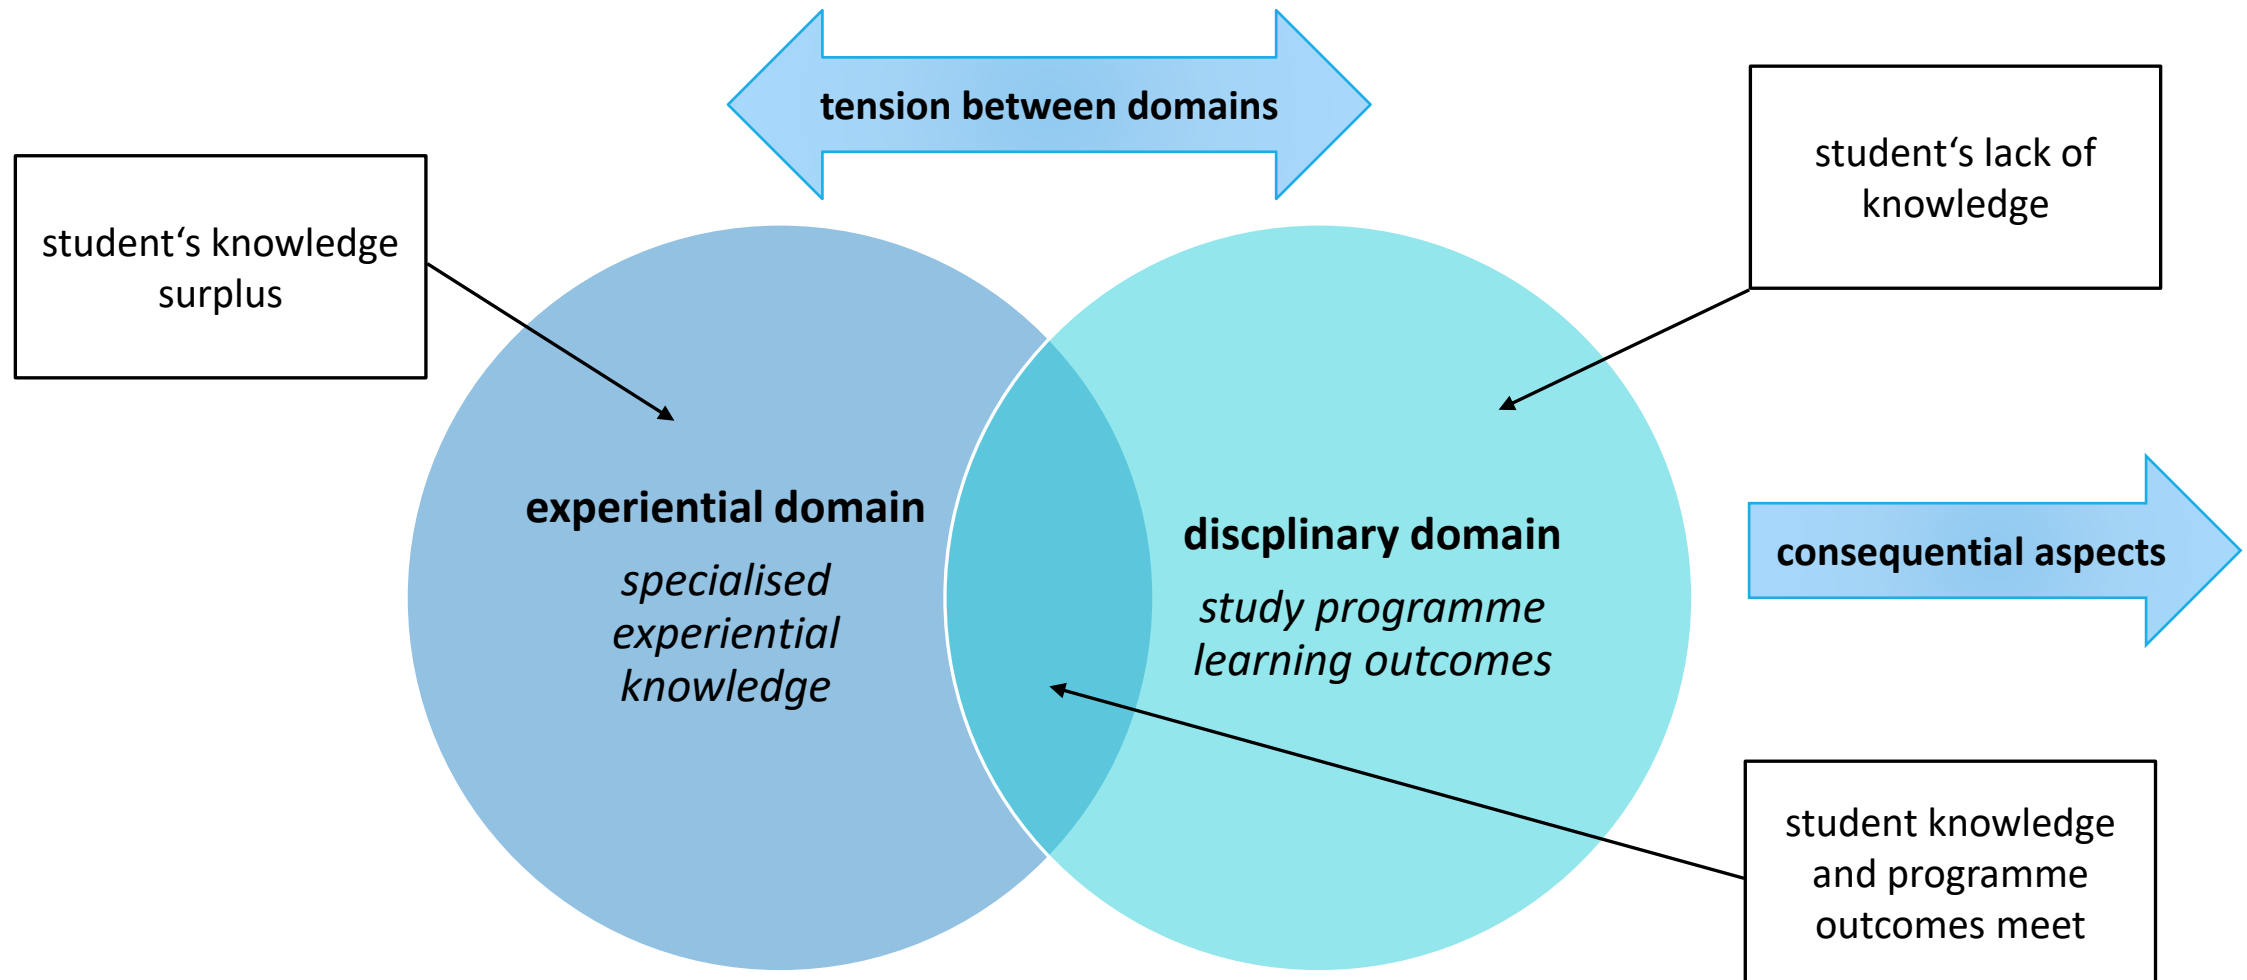 tension between domains
student‘s lack of
knowledge
student‘s knowledge
surplus
experiential domain
specialised
experiential
knowledge
discplinary domain
study programme
learning outcomes
consequential aspects
student knowledge
and programme
outcomes meet